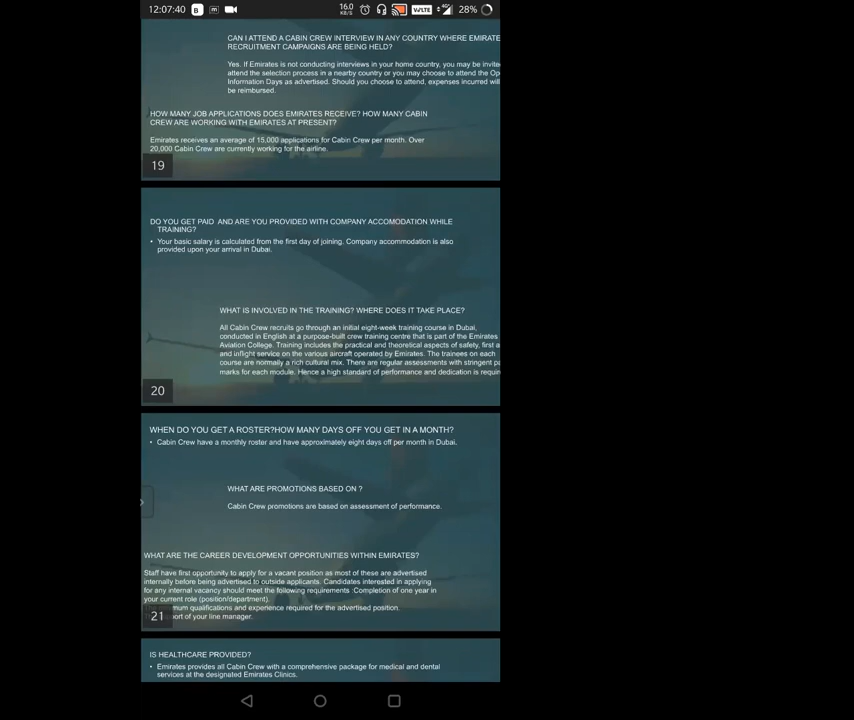 12:07:40
16.0
KB/S
VoLTE
4G
28%
CAN I ATTEND A CABIN CREW INTERVIEW IN ANY COUNTRY WHERE EMIRATE
RECRUITMENT CAMPAIGNS ARE BEING HELD?
Yes. If Emirates is not conducting interviews in your home country, you may be invite
attend the selection process in a nearby country or you may choose to attend the Op
Information Days as advertised. Should you choose to attend, expenses incurred will
be reimbursed.
HOW MANY JOB APPLICATIONS DOES EMIRATES RECEIVE? HOW MANY CABIN
CREW ARE WORKING WITH EMIRATES AT PRESENT?
Emirates receives an average of 15,000 applications for Cabin Crew per month. Over
20,000 Cabin Crew are currently working for the airline.
19
DO YOU GET PAID AND ARE YOU PROVIDED WITH COMPANY ACCOMODATION WHILE
TRAINING?
• Your basic salary is calculated from the first day of joining. Company accommodation is also
provided upon your arrival in Dubai.
WHAT IS INVOLVED IN THE TRAINING? WHERE DOES IT TAKE PLACE?
All Cabin Crew recruits go through an initial eight-week training course in Dubai,
conducted in English at a purpose-built crew training centre that is part of the Emirates
Aviation College. Training includes the practical and theoretical aspects of safety, first a
and inflight service on the various aircraft operated by Emirates. The trainees on each
course are normally a rich cultural mix. There are regular assessments with stringent pa
marks for each module. Hence a high standard of performance and dedication is requir
20
WHEN DO YOU GET A ROSTER?HOW MANY DAYS OFF YOU GET IN A MONTH?
• Cabin Crew have a monthly roster and have approximately eight days off per month in Dubai.
WHAT ARE PROMOTIONS BASED ON ?
Cabin Crew promotions are based on assessment of performance.
WHAT ARE THE CAREER DEVELOPMENT OPPORTUNITIES WITHIN EMIRATES?
Staff have first opportunity to apply for a vacant position as most of these are advertised
internally before being advertised to outside applicants. Candidates interested in applying
for any internal vacancy should meet the following requirements :Completion of one year in
your current role (position/department).
mum qualifications and experience required for the advertised position.
port of your line manager.
21
IS HEALTHCARE PROVIDED?
• Emirates provides all Cabin Crew with a comprehensive package for medical and dental
services at the designated Emirates Clinics.